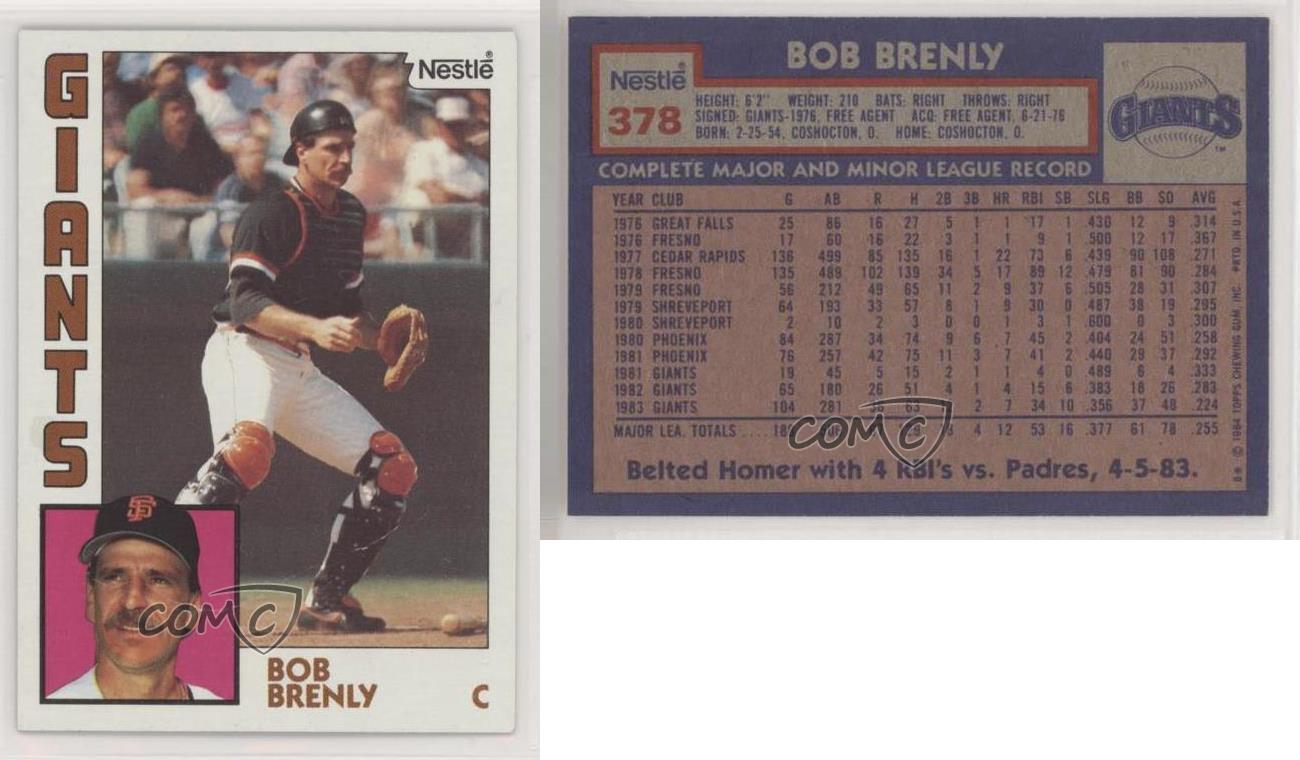 GIANTS
Nestlé®
SF
COMC
BOB
BRENLY
C
BOB BRENLY
Nestlé®
378
HEIGHT: 6'2" WEIGHT: 210 BATS: RIGHT THROWS: RIGHT
SIGNED: GIANTS-1976, FREE AGENT ACQ: FREE AGENT, 6-21-76
BORN: 2-25-54, COSHOCTON, O. HOME: COSHOCTON, O.
GIANTS
TM
COMPLETE MAJOR AND MINOR LEAGUE RECORD
YEAR CLUB G AB R H 2B 3B HR RBI SB SLG BB SO AVG
1976 GREAT FALLS 25 86 16 27 5 1 1 17 1 .430 12 9 .314
1976 FRESNO 17 60 16 22 3 1 1 9 1 .500 12 17 .367
1977 CEDAR RAPIDS 136 499 85 135 16 1 22 73 6 .439 90 108 .271
1978 FRESNO 135 489 102 139 34 5 17 89 12 .479 81 90 .284
1979 FRESNO 56 212 49 65 11 2 9 37 6 .505 28 31 .307
1979 SHREVEPORT 64 193 33 57 8 1 9 30 0 .487 38 19 .295
1980 SHREVEPORT 2 10 2 3 0 0 1 3 1 .600 0 3 .300
1980 PHOENIX 84 287 34 74 9 6 7 45 2 .404 24 51 .258
1981 PHOENIX 76 257 42 75 11 3 7 41 2 .440 29 37 .292
1981 GIANTS 19 45 5 15 2 1 1 4 0 .489 6 4 .333
1982 GIANTS 65 180 26 51 4 1 4 15 6 .383 18 26 .283
1983 GIANTS 104 281 63 2 7 34 10 .356 37 48 .224
MAJOR LEA. TOTALS .... 4 12 53 16 .377 61 78 .255
COMC
Belted Homer with 4 RBI's vs. Padres, 4-5-83.
© 1984 TOPPS CHEWING GUM, INC. PRTD. IN U.S.A.